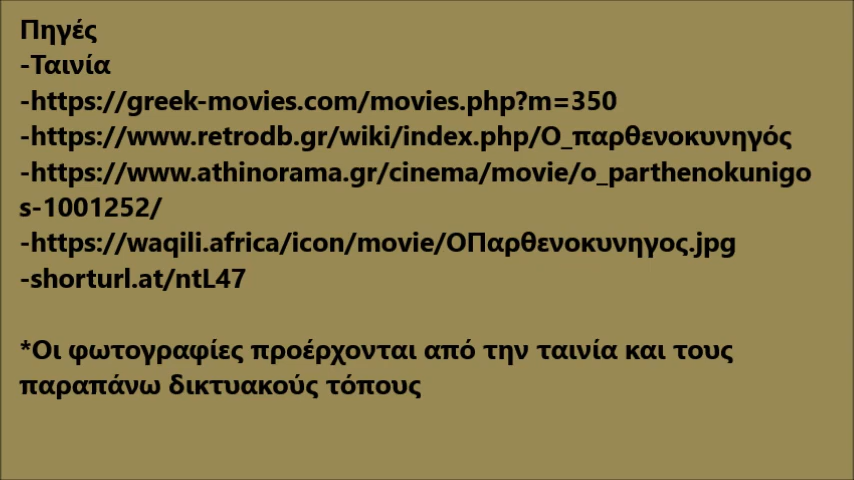 Πηγές
-Ταινία
-https://greek-movies.com/movies.php?m=350
-https://www.retrodb.gr/wiki/index.php/Ο_παρθενοκυνηγός
-https://www.athinorama.gr/cinema/movie/o_parthenokunigo
s-1001252/
-https://waqili.africa/icon/movie/ΟΠαρθενοκυνηγος.jpg
-shorturl.at/ntL47
*Οι φωτογραφίες προέρχονται από την ταινία και τους
παραπάνω δικτυακούς τόπους